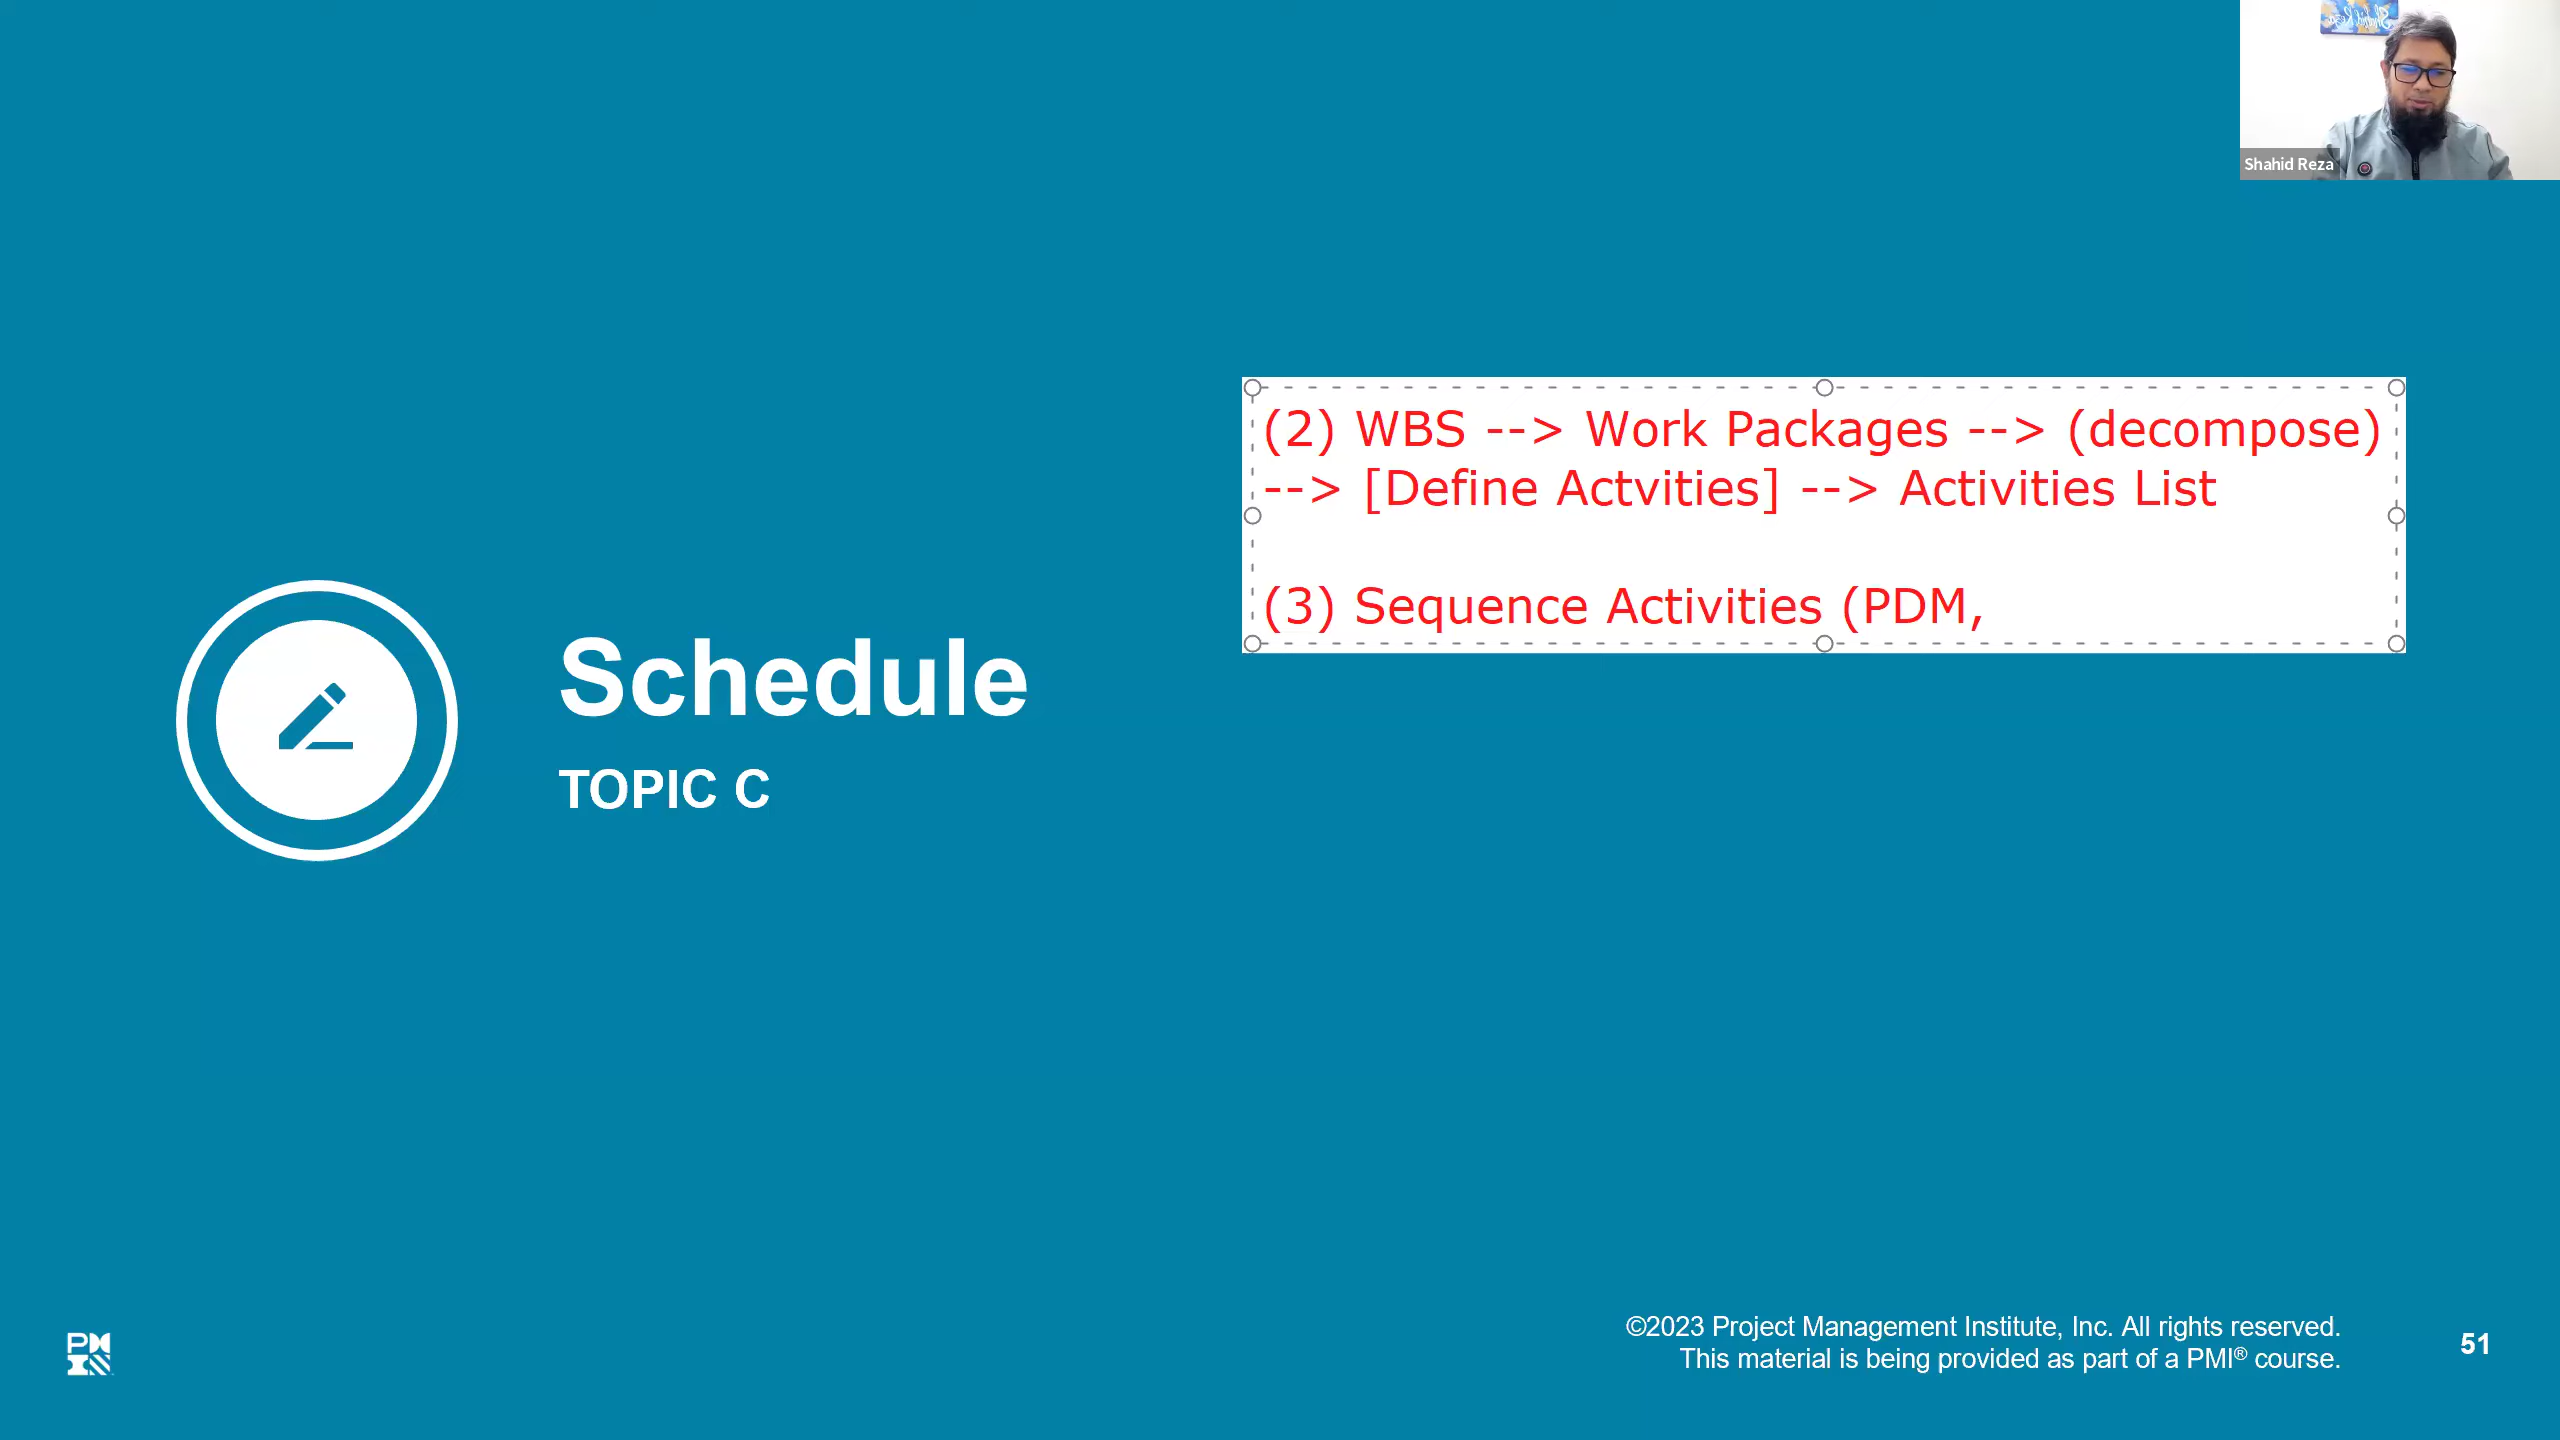 Shahid Reza
(2) WBS --> Work Packages --> (decompose)
--> [Define Actvities] --> Activities List
(3) Sequence Activities (PDM,
Schedule
TOPIC C
©2023 Project Management Institute, Inc. All rights reserved.
This material is being provided as part of a PMI® course.
51